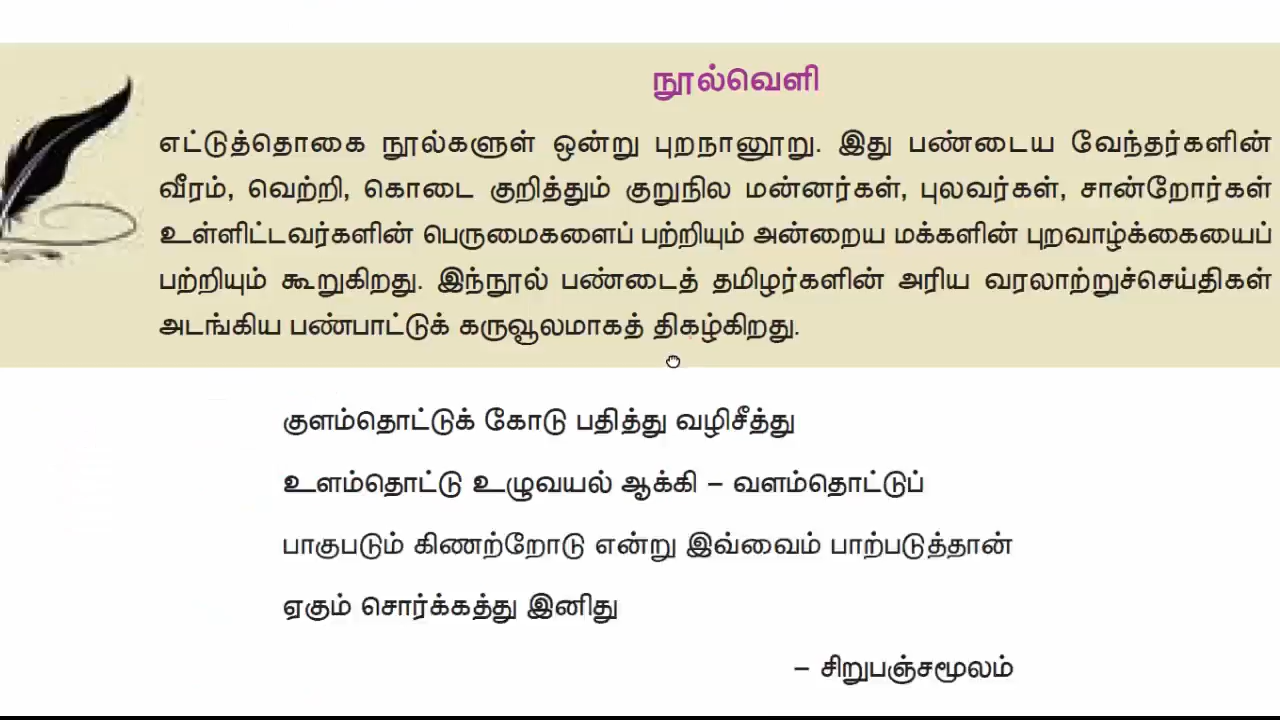 நூல்வெளி
எட்டுத்தொகை நூல்களுள் ஒன்று புறநானூறு. இது பண்டைய வேந்தர்களின்
வீரம், வெற்றி, கொடை குறித்தும் குறுநில மன்னர்கள், புலவர்கள், சான்றோர்கள்
உள்ளிட்டவர்களின் பெருமைகளைப் பற்றியும் அன்றைய மக்களின் புறவாழ்க்கையைப்
பற்றியும் கூறுகிறது. இந்நூல் பண்டைத் தமிழர்களின் அரிய வரலாற்றுச்செய்திகள்
அடங்கிய பண்பாட்டுக் கருவூலமாகத் திகழ்கிறது.
குளம்தொட்டுக் கோடு பதித்து வழிசீத்து
உளம்தொட்டு உழுவயல் ஆக்கி – வளம்தொட்டுப்
பாகுபடும் கிணற்றோடு என்று இவ்வைம் பாற்படுத்தான்
ஏகும் சொர்க்கத்து இனிது
– சிறுபஞ்சமூலம்